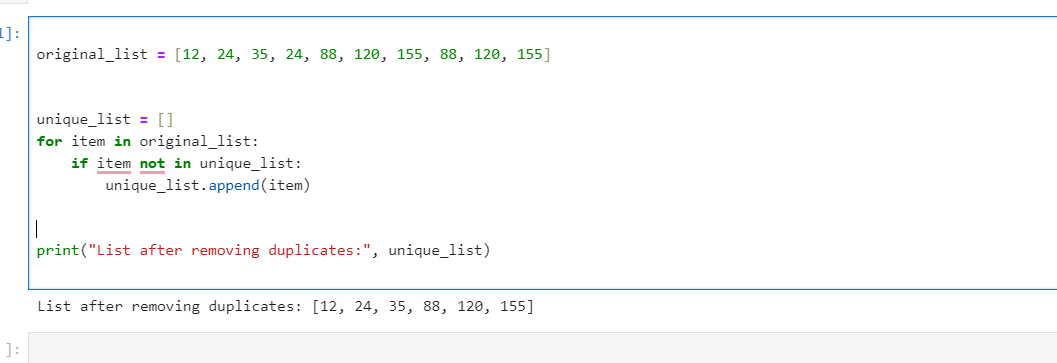 1]:
original_list = [12, 24, 35, 24, 88, 120, 155, 88, 120, 155]
unique_list = []
for item in original_list:
    if item not in unique_list:
        unique_list.append(item)
print("List after removing duplicates:", unique_list)
List after removing duplicates: [12, 24, 35, 88, 120, 155]
]: